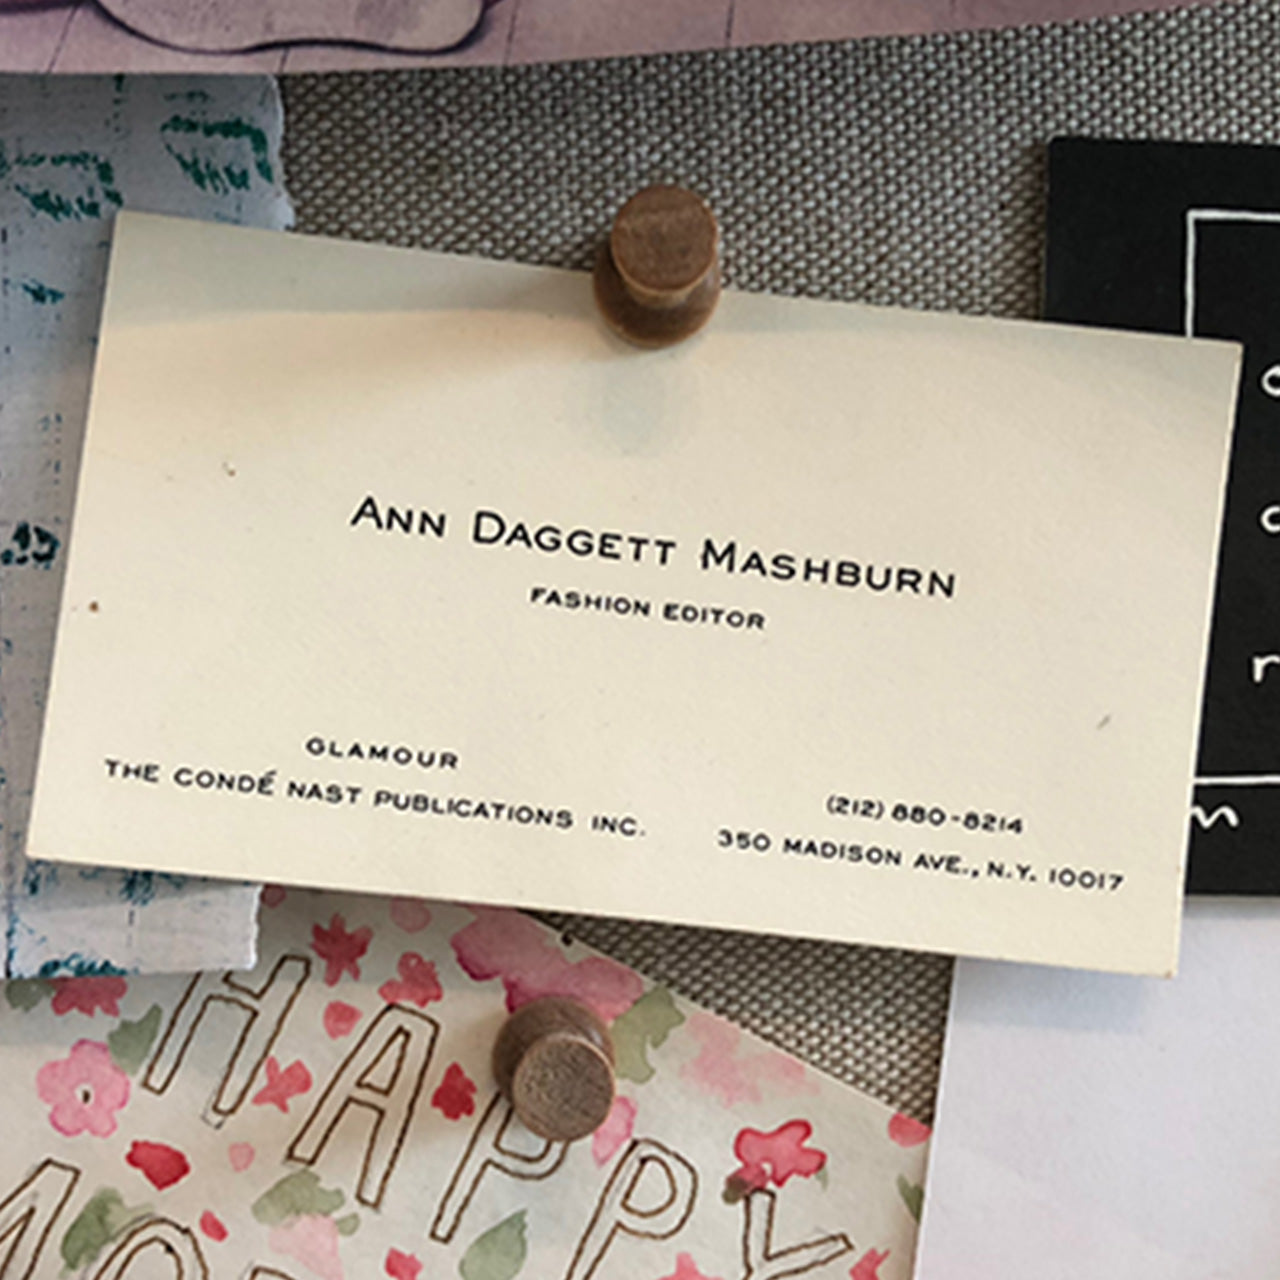 ANN DAGGETT MASHBURN
FASHION EDITOR
GLAMOUR
THE CONDÉ NAST PUBLICATIONS INC.
(212) 880-8214
350 MADISON AVE., N.Y. 10017
HAPPY